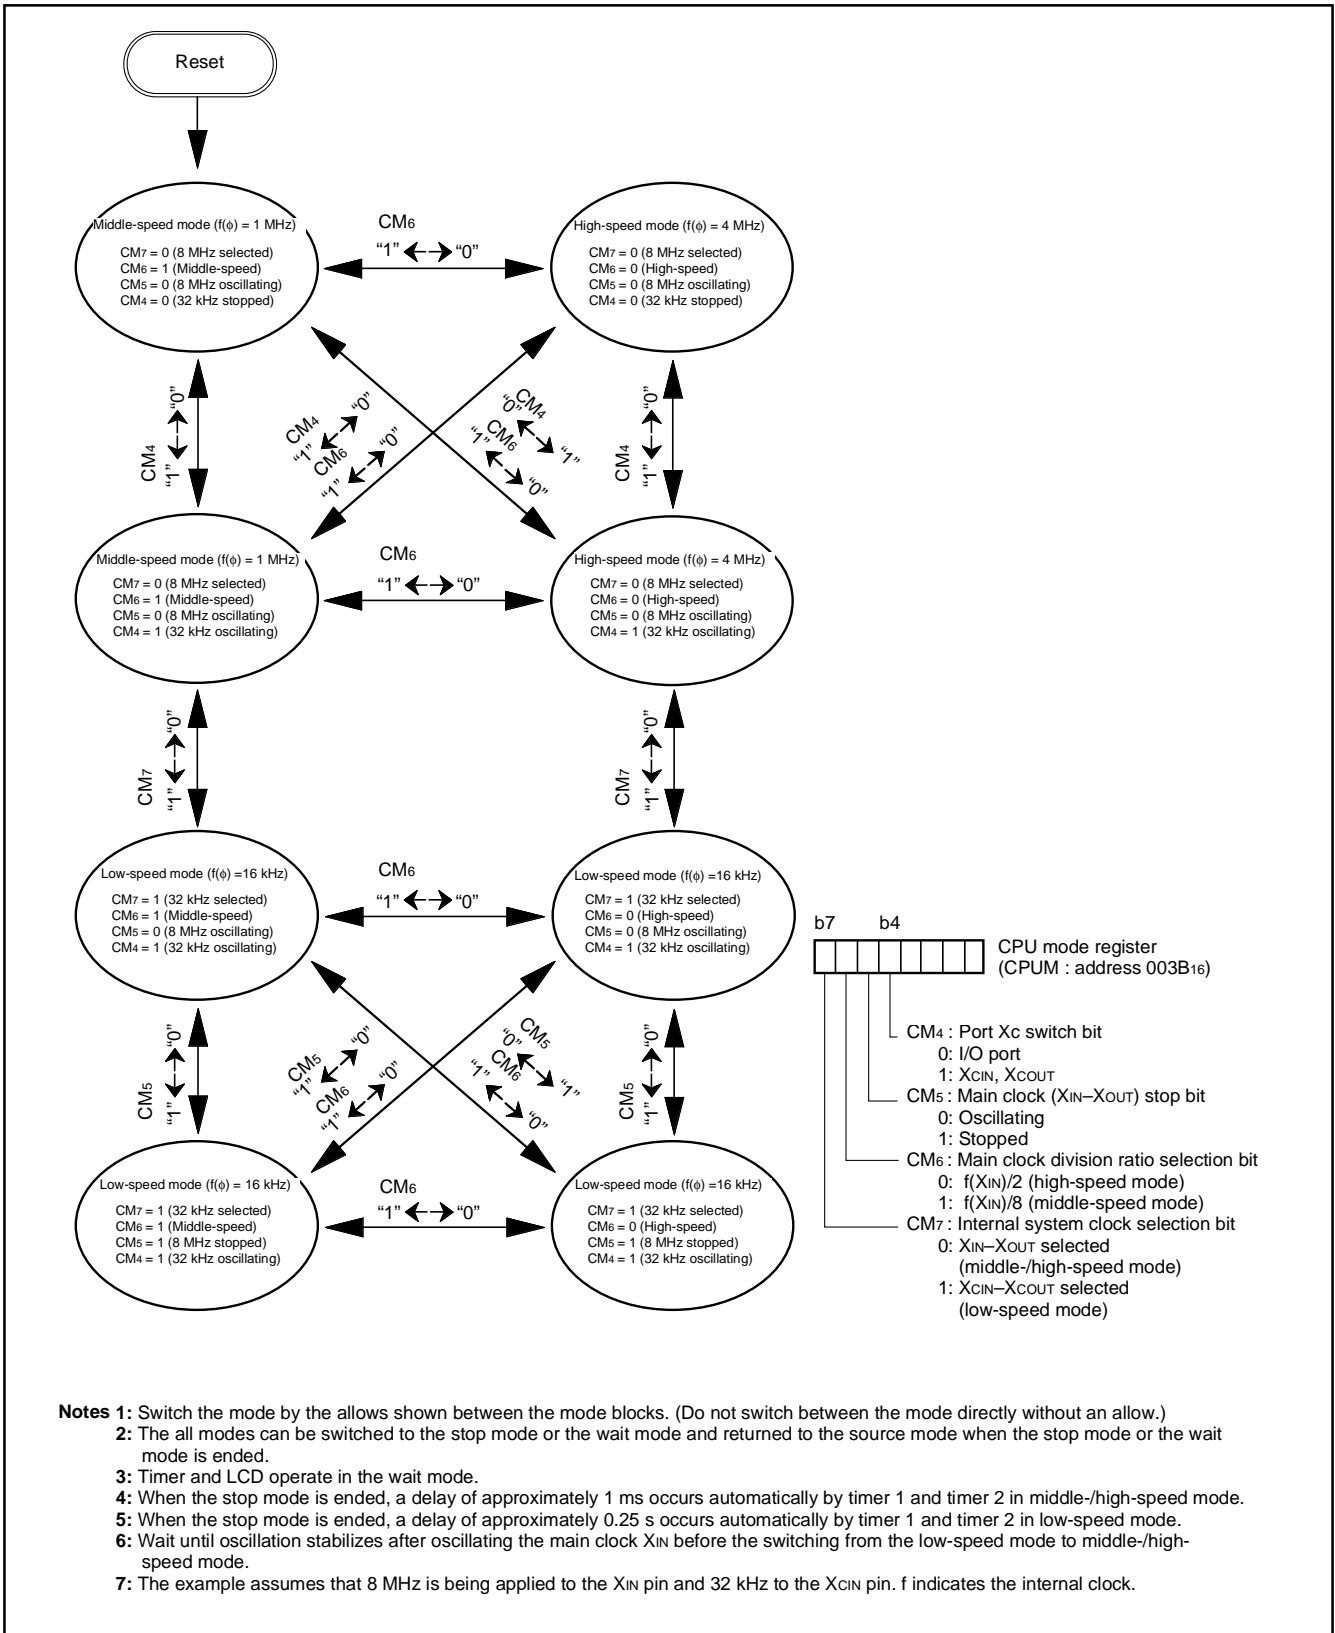 Reset
Middle-speed mode (f(φ) = 1 MHz)
CM7 = 0 (8 MHz selected)
CM6 = 1 (Middle-speed)
CM5 = 0 (8 MHz oscillating)
CM4 = 0 (32 kHz stopped)
CM6
“1” “0”
High-speed mode (f(φ) = 4 MHz)
CM7 = 0 (8 MHz selected)
CM6 = 0 (High-speed)
CM5 = 0 (8 MHz oscillating)
CM4 = 0 (32 kHz stopped)
CM4
“1” “0”
CM4
“1” “0”
CM6
“1” “0”
CM4
“0” “1”
CM6
“1” “0”
CM4
“1” “0”
Middle-speed mode (f(φ) = 1 MHz)
CM7 = 0 (8 MHz selected)
CM6 = 1 (Middle-speed)
CM5 = 0 (8 MHz oscillating)
CM4 = 1 (32 kHz oscillating)
CM6
“1” “0”
High-speed mode (f(φ) = 4 MHz)
CM7 = 0 (8 MHz selected)
CM6 = 0 (High-speed)
CM5 = 0 (8 MHz oscillating)
CM4 = 1 (32 kHz oscillating)
CM7
“1” “0”
CM7
“1” “0”
Low-speed mode (f(φ) =16 kHz)
CM7 = 1 (32 kHz selected)
CM6 = 1 (Middle-speed)
CM5 = 0 (8 MHz oscillating)
CM4 = 1 (32 kHz oscillating)
CM6
“1” “0”
Low-speed mode (f(φ) =16 kHz)
CM7 = 1 (32 kHz selected)
CM6 = 0 (High-speed)
CM5 = 0 (8 MHz oscillating)
CM4 = 1 (32 kHz oscillating)
CM5
“1” “0”
CM5
“1” “0”
CM6
“1” “0”
CM5
“0” “1”
CM6
“1” “0”
CM5
“1” “0”
Low-speed mode (f(φ) = 16 kHz)
CM7 = 1 (32 kHz selected)
CM6 = 1 (Middle-speed)
CM5 = 1 (8 MHz stopped)
CM4 = 1 (32 kHz oscillating)
CM6
“1” “0”
Low-speed mode (f(φ) =16 kHz)
CM7 = 1 (32 kHz selected)
CM6 = 0 (High-speed)
CM5 = 1 (8 MHz stopped)
CM4 = 1 (32 kHz oscillating)
b7 b4
CPU mode register
(CPUM : address 003B16)
CM4 : Port Xc switch bit
0: I/O port
1: XCIN, XCOUT
CM5 : Main clock (XIN–XOUT) stop bit
0: Oscillating
1: Stopped
CM6 : Main clock division ratio selection bit
0: f(XIN)/2 (high-speed mode)
1: f(XIN)/8 (middle-speed mode)
CM7 : Internal system clock selection bit
0: XIN–XOUT selected
(middle-/high-speed mode)
1: XCIN–XCOUT selected
(low-speed mode)
Notes 1: Switch the mode by the allows shown between the mode blocks. (Do not switch between the mode directly without an allow.)
2: The all modes can be switched to the stop mode or the wait mode and returned to the source mode when the stop mode or the wait
mode is ended.
3: Timer and LCD operate in the wait mode.
4: When the stop mode is ended, a delay of approximately 1 ms occurs automatically by timer 1 and timer 2 in middle-/high-speed mode.
5: When the stop mode is ended, a delay of approximately 0.25 s occurs automatically by timer 1 and timer 2 in low-speed mode.
6: Wait until oscillation stabilizes after oscillating the main clock XIN before the switching from the low-speed mode to middle-/high-
speed mode.
7: The example assumes that 8 MHz is being applied to the XIN pin and 32 kHz to the XCIN pin. f indicates the internal clock.